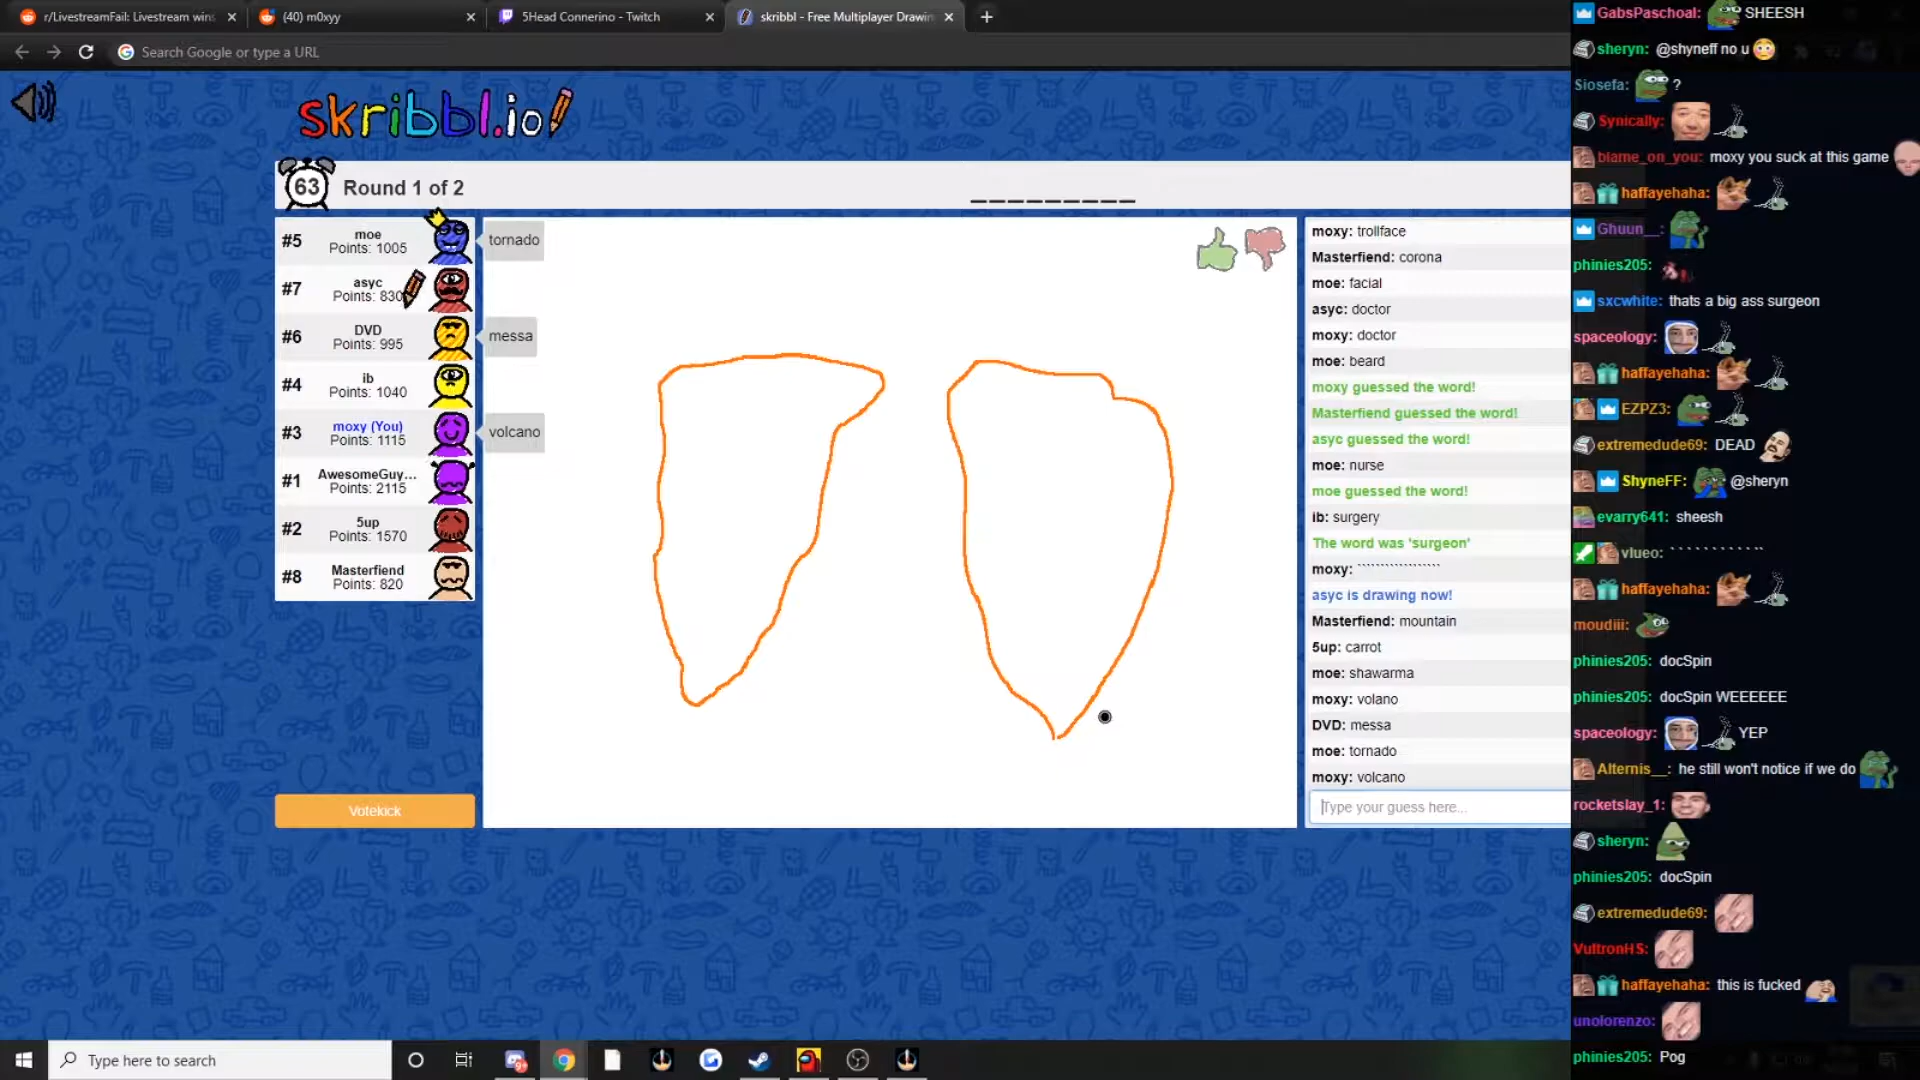 r/LivestreamFail: Livestream wins
(40) m0xyy
5Head Connerino - Twitch
skribbl - Free Multiplayer Drawin
Search Google or type a URL
skribbl.io
63
Round 1 of 2
_ _ _ _ _ _ _ _ _
#5
moe
Points: 1005
tornado
#7
asyc
Points: 830
#6
DVD
Points: 995
messa
#4
ib
Points: 1040
#3
moxy (You)
Points: 1115
volcano
#1
AwesomeGuy...
Points: 2115
#2
5up
Points: 1570
#8
Masterfiend
Points: 820
Votekick
moxy: trollface
Masterfiend: corona
moe: facial
asyc: doctor
moxy: doctor
moe: beard
moxy guessed the word!
Masterfiend guessed the word!
asyc guessed the word!
moe: nurse
moe guessed the word!
ib: surgery
The word was 'surgeon'
moxy: ``````````````````
asyc is drawing now!
Masterfiend: mountain
5up: carrot
moe: shawarma
moxy: volano
DVD: messa
moe: tornado
moxy: volcano
Type your guess here...
GabsPaschoal: SHEESH
sheryn: @shyneff no u
Siosefa: ?
Synically:
blame_on_you: moxy you suck at this game
haffayehaha:
Ghuun__:
phinies205:
sxcwhite: thats a big ass surgeon
spaceology:
haffayehaha:
EZPZ3:
extremedude69: DEAD
ShyneFF: @sheryn
evarry641: sheesh
vlueo: ````````````
haffayehaha:
moudiii:
phinies205: docSpin
phinies205: docSpin WEEEEEE
spaceology: YEP
Alternis__: he still won't notice if we do
rocketslay_1:
sheryn:
phinies205: docSpin
extremedude69:
VultronHS:
haffayehaha: this is fucked
unolorenzo:
phinies205: Pog
Type here to search